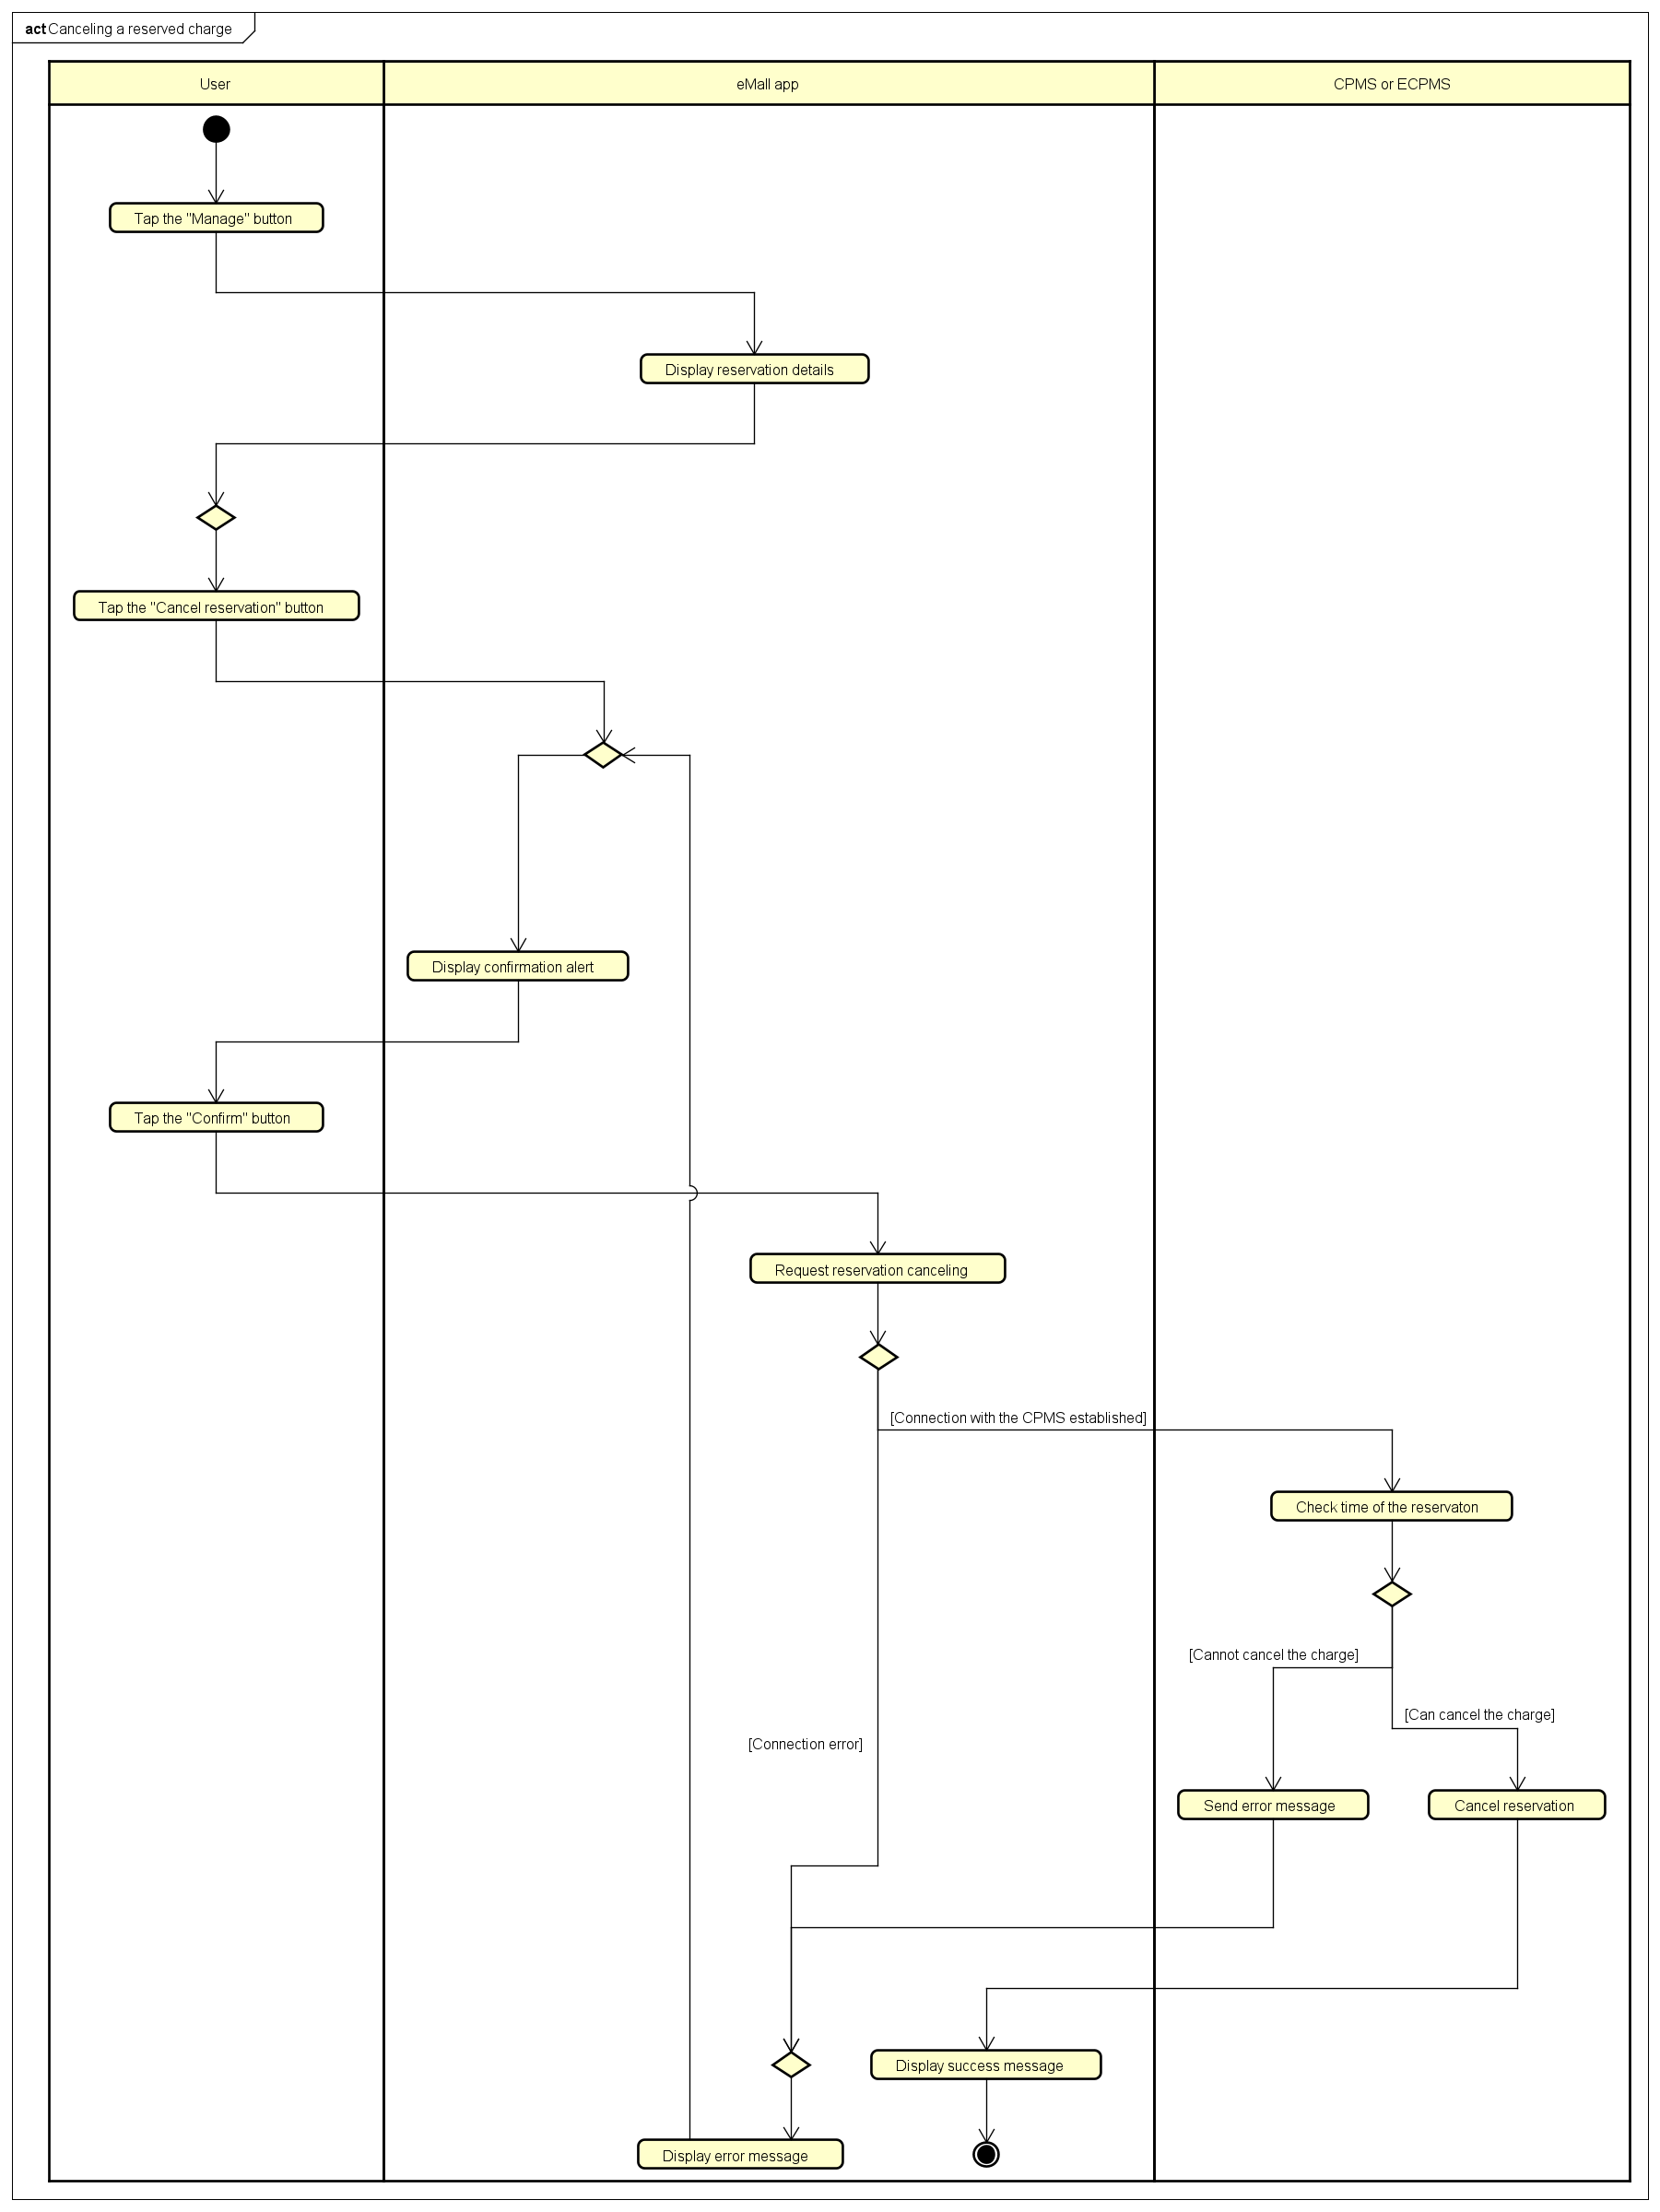 act Canceling a reserved charge
User
eMall app
CPMS or ECPMS
Tap the "Manage" button
Display reservation details
Tap the "Cancel reservation" button
Display confirmation alert
Tap the "Confirm" button
Request reservation canceling
[Connection with the CPMS established]
Check time of the reservaton
[Cannot cancel the charge]
[Can cancel the charge]
[Connection error]
Send error message
Cancel reservation
Display success message
Display error message